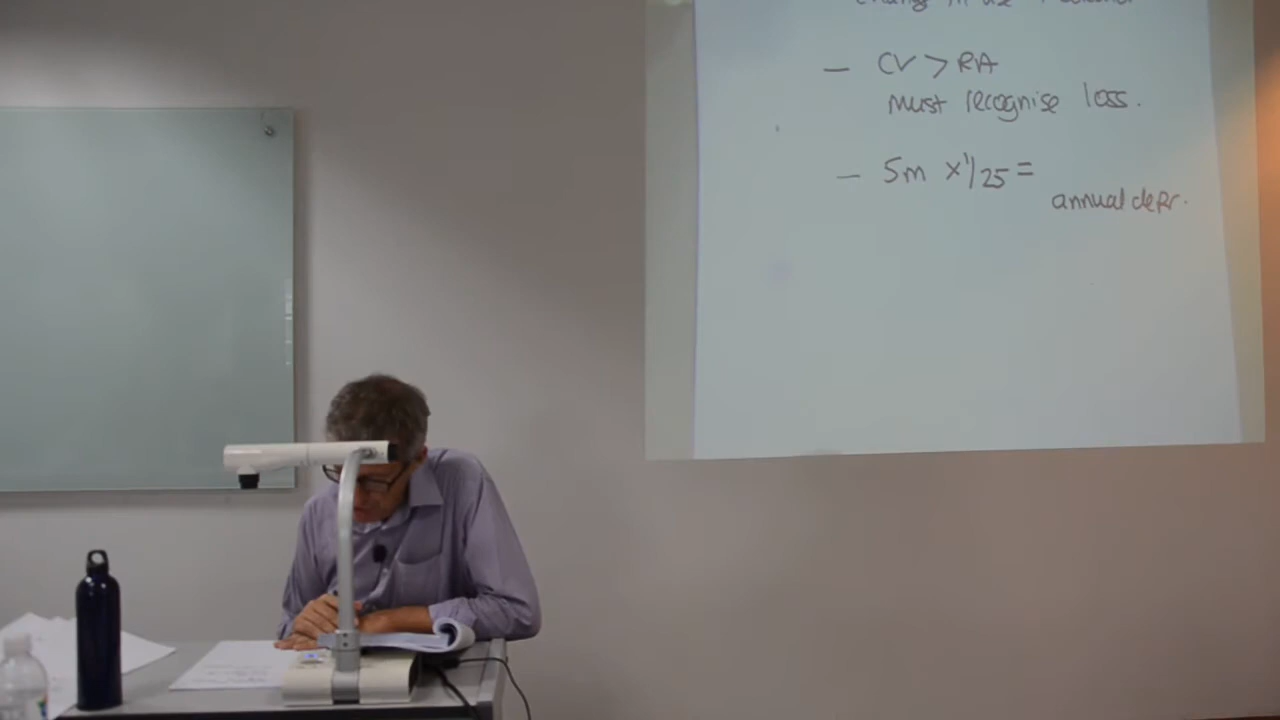 — CV > RA
must recognise loss.
— 5m x 1/25 =
annual depr.